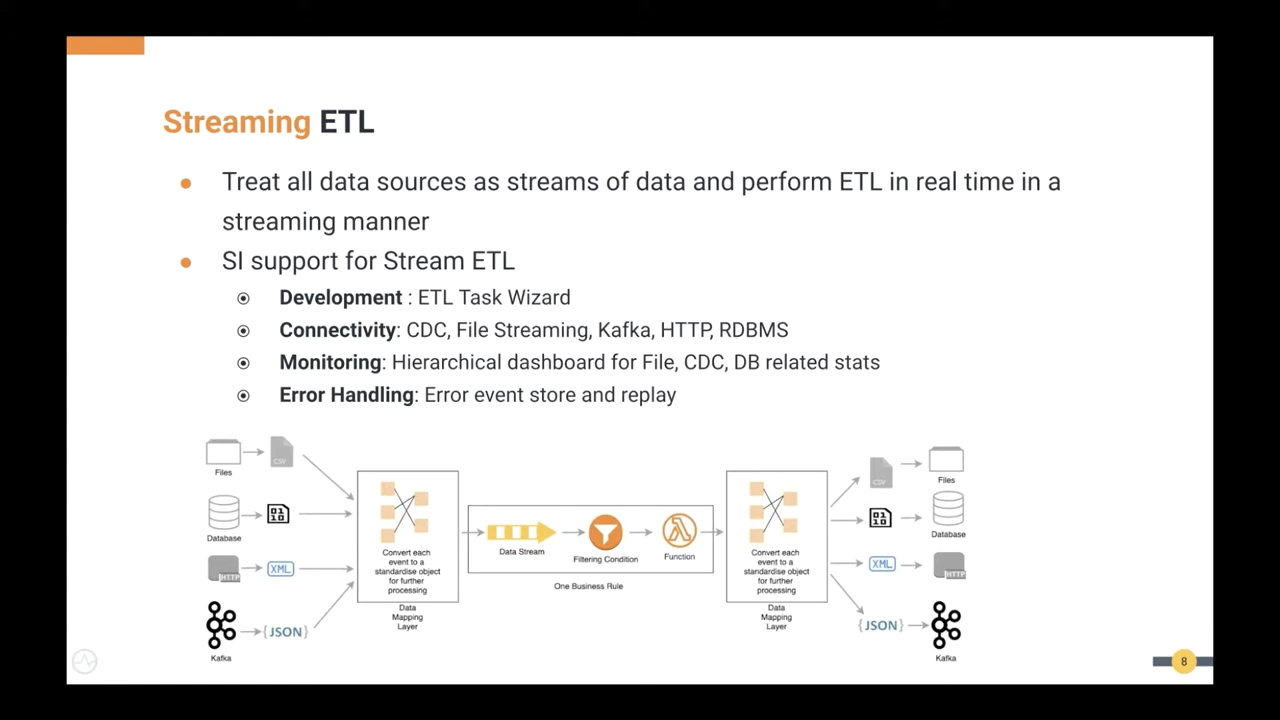 Streaming ETL
Treat all data sources as streams of data and perform ETL in real time in a
streaming manner
SI support for Stream ETL
Development : ETL Task Wizard
Connectivity: CDC, File Streaming, Kafka, HTTP, RDBMS
Monitoring: Hierarchical dashboard for File, CDC, DB related stats
Error Handling: Error event store and replay
CSV
Files
01
10
Database
HTTP
XML
{JSON}
Kafka
Convert each
event to a
standardise object
for further
processing
Data
Mapping
Layer
Data Stream
Filtering Condition
Function
One Business Rule
Convert each
event to a
standardise object
for further
processing
Data
Mapping
Layer
CSV
Files
01
10
Database
XML
HTTP
{JSON}
Kafka
8